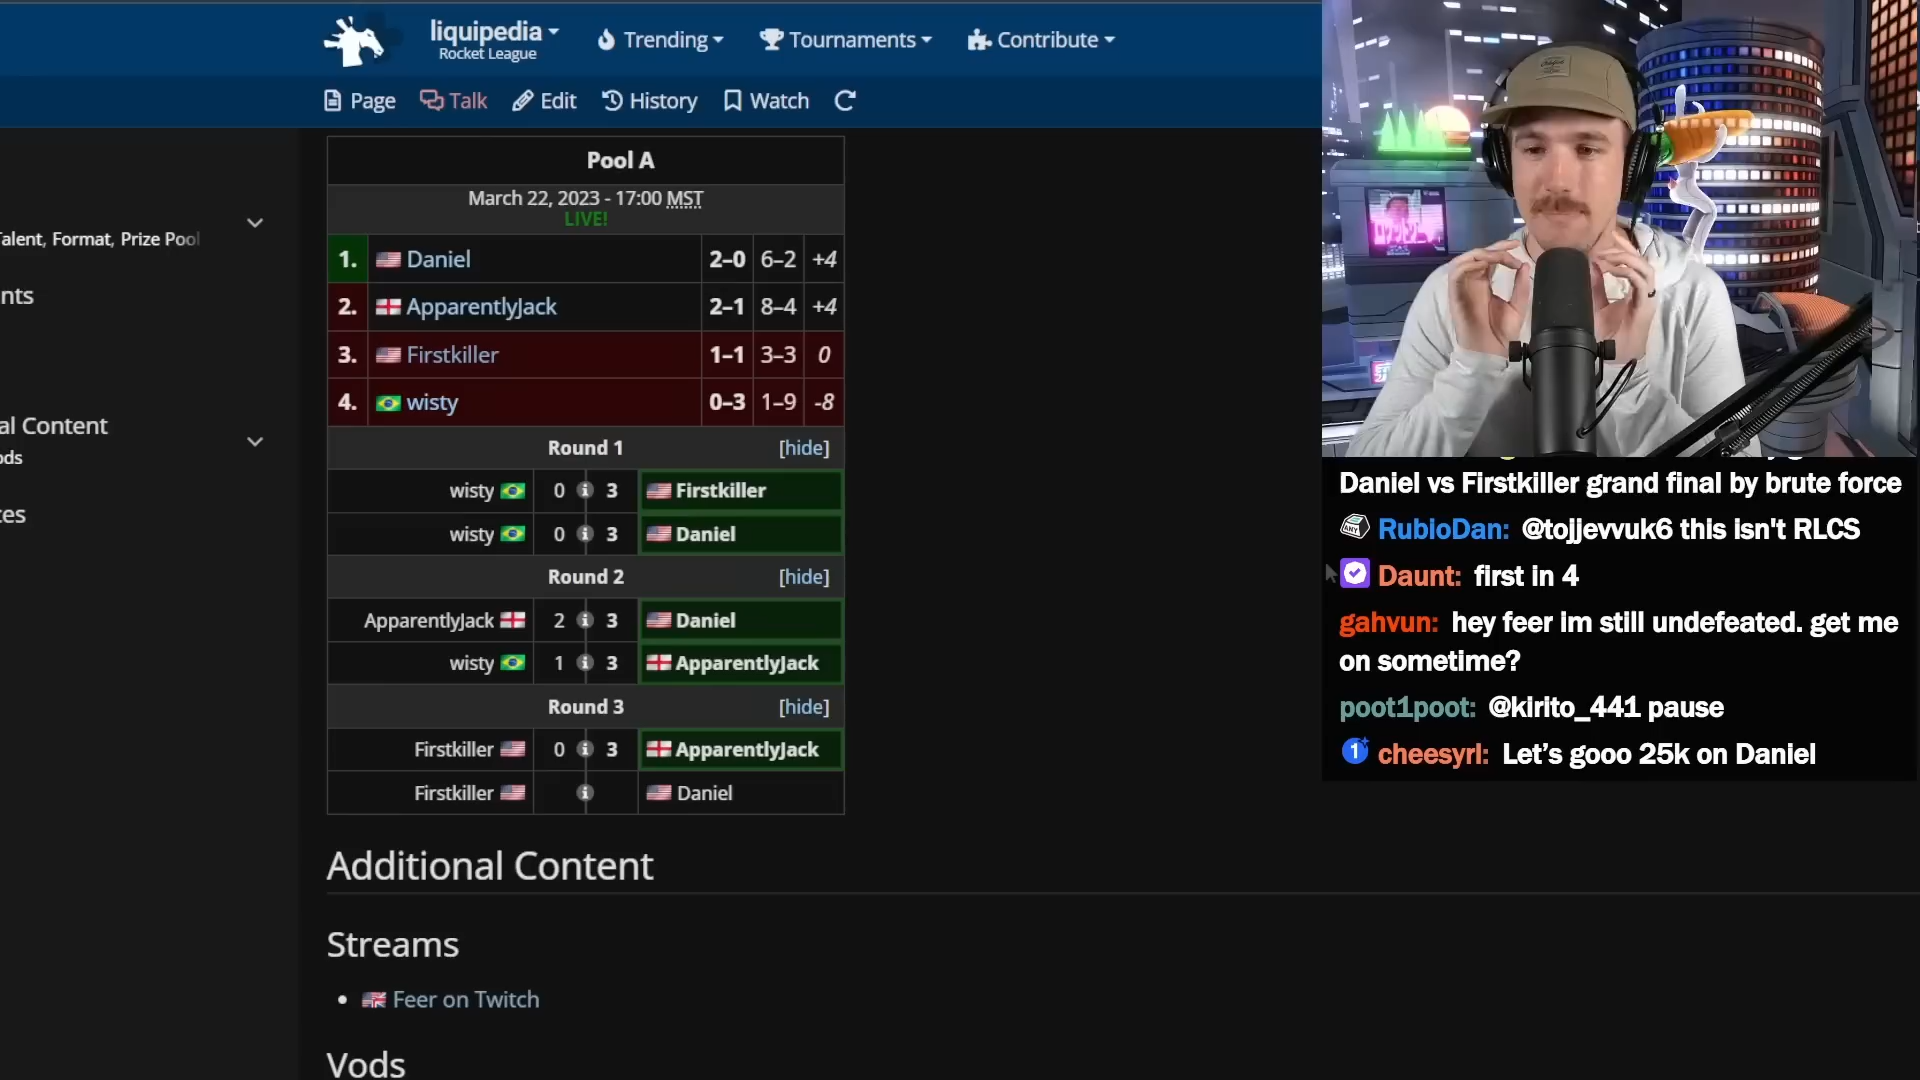 liquipedia
Rocket League
Trending
Tournaments
Contribute
Page
Talk
Edit
History
Watch
Talent, Format, Prize Pool
nts
al Content
ods
ces
Pool A
March 22, 2023 - 17:00 MST
LIVE!
1. Daniel 2–0 6–2 +4
2. ApparentlyJack 2–1 8–4 +4
3. Firstkiller 1–1 3–3 0
4. wisty 0–3 1–9 -8
Round 1 [hide]
wisty 0 3 Firstkiller
wisty 0 3 Daniel
Round 2 [hide]
ApparentlyJack 2 3 Daniel
wisty 1 3 ApparentlyJack
Round 3 [hide]
Firstkiller 0 3 ApparentlyJack
Firstkiller Daniel
Additional Content
Streams
• Feer on Twitch
Vods
Daniel vs Firstkiller grand final by brute force
RubioDan: @tojjevvuk6 this isn't RLCS
Daunt: first in 4
gahvun: hey feer im still undefeated. get me
on sometime?
poot1poot: @kirito_441 pause
1 cheesyrl: Let's gooo 25k on Daniel